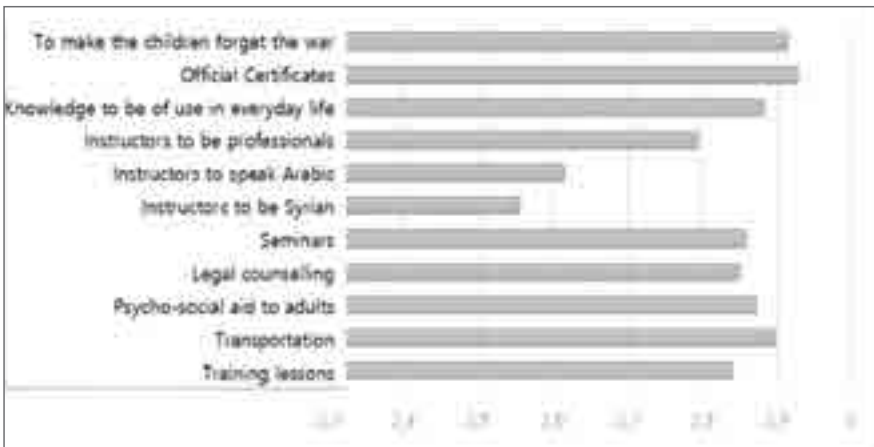 To make the children forget the war
Official Certificates
Knowledge to be of use in everyday life
Instructors to be professionals
Instructors to speak Arabic
Instructors to be Syrian
Seminars
Legal counselling
Psycho-social aid to adults
Transportation
Training lessons